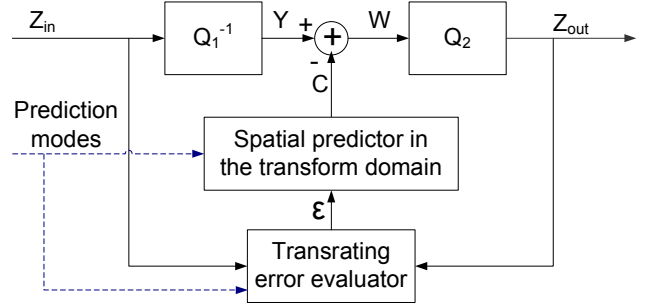 Z_in
Q_1^-1
Y
+
-
+
W
Q_2
Z_out
C
Prediction
modes
Spatial predictor in
the transform domain
ε
Transrating
error evaluator